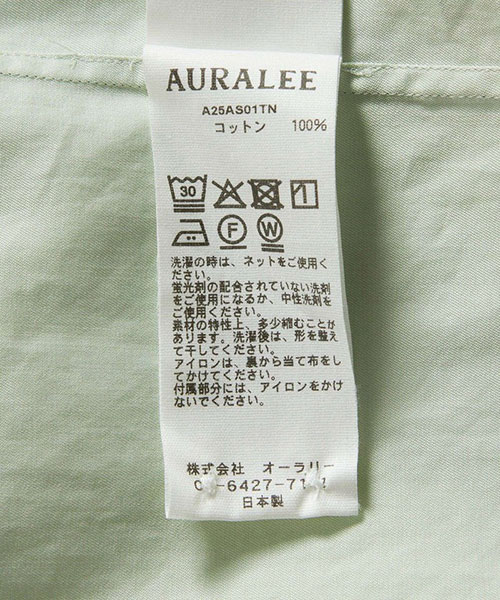 AURALEE
A25AS01TN
コットン 100%
30
F W
洗濯の時は、ネットをご使用く
ださい。
蛍光剤の配合されていない洗剤
をご使用になるか、中性洗剤をご
使用ください。
素材の特性上、多少縮むことが
あります。洗濯後は、形を整え
て干してください。
アイロンは、裏から当て布をし
てかけてください。
付属部分には、アイロンをかけ
ないでください。
株式会社 オーラリー
日本製